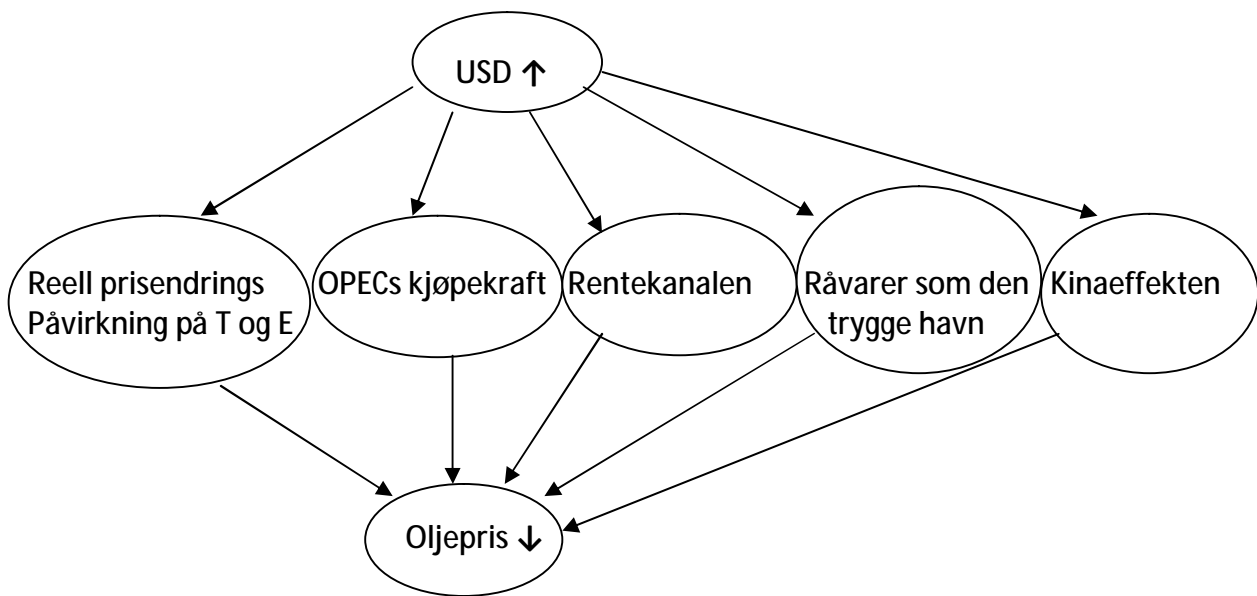 USD ↑
Reell prisendrings
Påvirkning på T og E
OPECs kjøpekraft
Rentekanalen
Råvarer som den
trygge havn
Kinaeffekten
Oljepris ↓